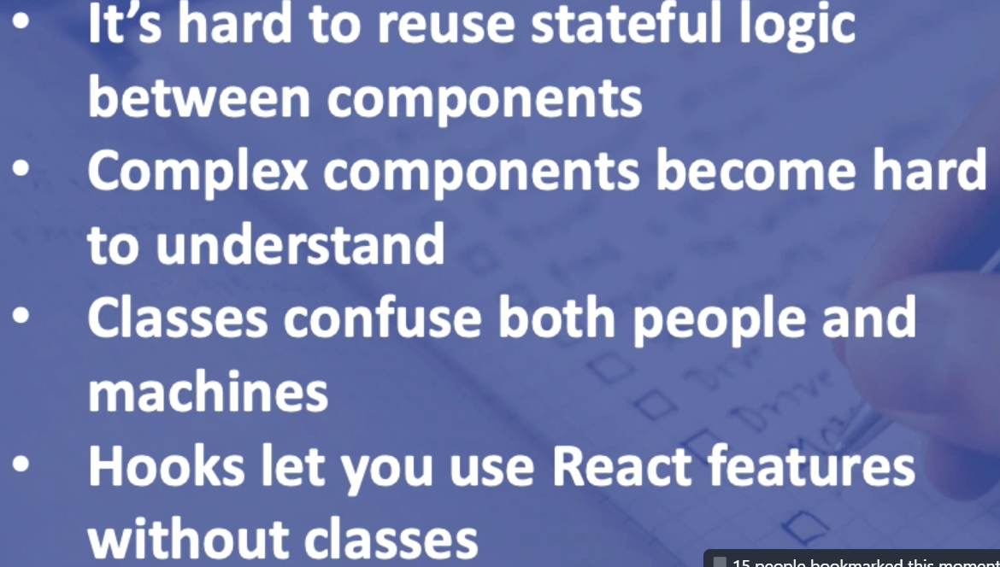 • It's hard to reuse stateful logic
between components
• Complex components become hard
to understand
• Classes confuse both people and
machines
• Hooks let you use React features
without classes
Drive
15 people bookmarked this moment